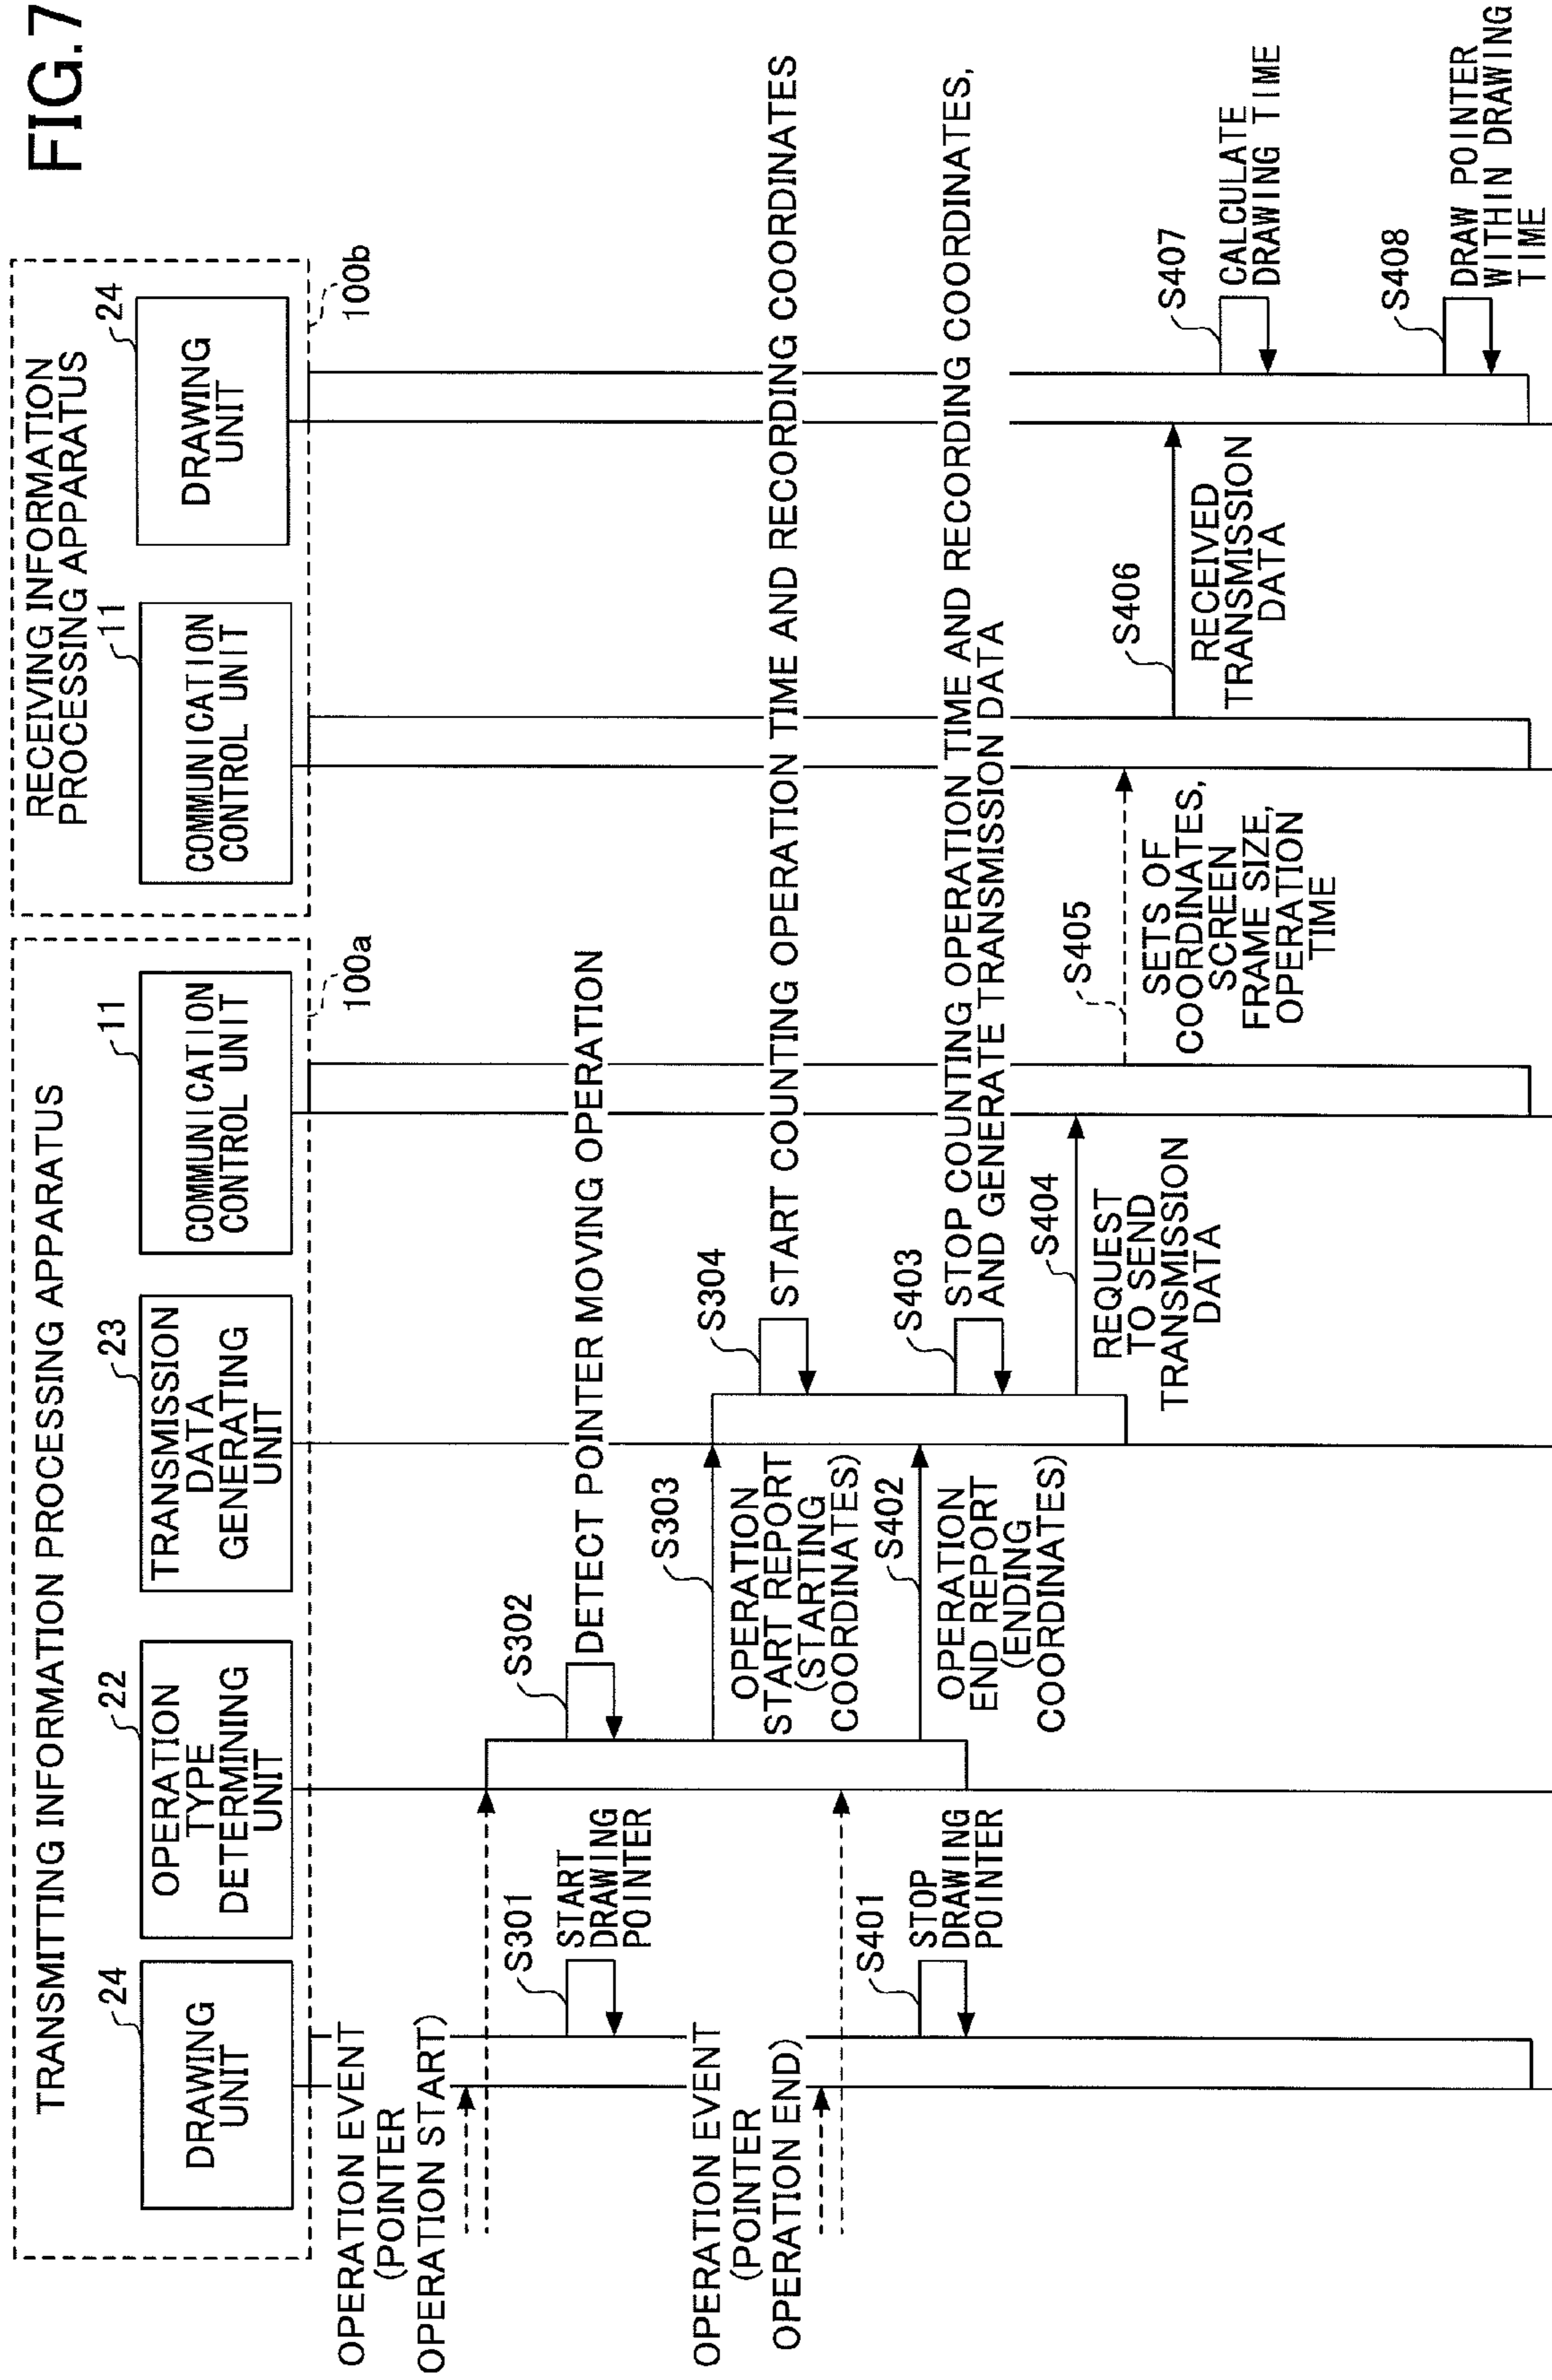 FIG.7
TRANSMITTING INFORMATION PROCESSING APPARATUS
24
DRAWING
UNIT
22
OPERATION
TYPE
DETERMINING
UNIT
23
TRANSMISSION
DATA
GENERATING
UNIT
11
COMMUNICATION
CONTROL UNIT
100a
RECEIVING INFORMATION
PROCESSING APPARATUS
11
COMMUNICATION
CONTROL UNIT
24
DRAWING
UNIT
100b
OPERATION EVENT
(POINTER
OPERATION START)
S301
START
DRAWING
POINTER
S302
DETECT POINTER MOVING OPERATION
S303
OPERATION
START REPORT
(STARTING
COORDINATES)
S304
START COUNTING OPERATION TIME AND RECORDING COORDINATES
OPERATION EVENT
(POINTER
OPERATION END)
S401
STOP
DRAWING
POINTER
S402
OPERATION
END REPORT
(ENDING
COORDINATES)
S403
STOP COUNTING OPERATION TIME AND RECORDING COORDINATES,
AND GENERATE TRANSMISSION DATA
S404
REQUEST
TO SEND
TRANSMISSION
DATA
S405
SETS OF
COORDINATES,
SCREEN
FRAME SIZE,
OPERATION
TIME
S406
RECEIVED
TRANSMISSION
DATA
S407
CALCULATE
DRAWING TIME
S408
DRAW POINTER
WITHIN DRAWING
TIME